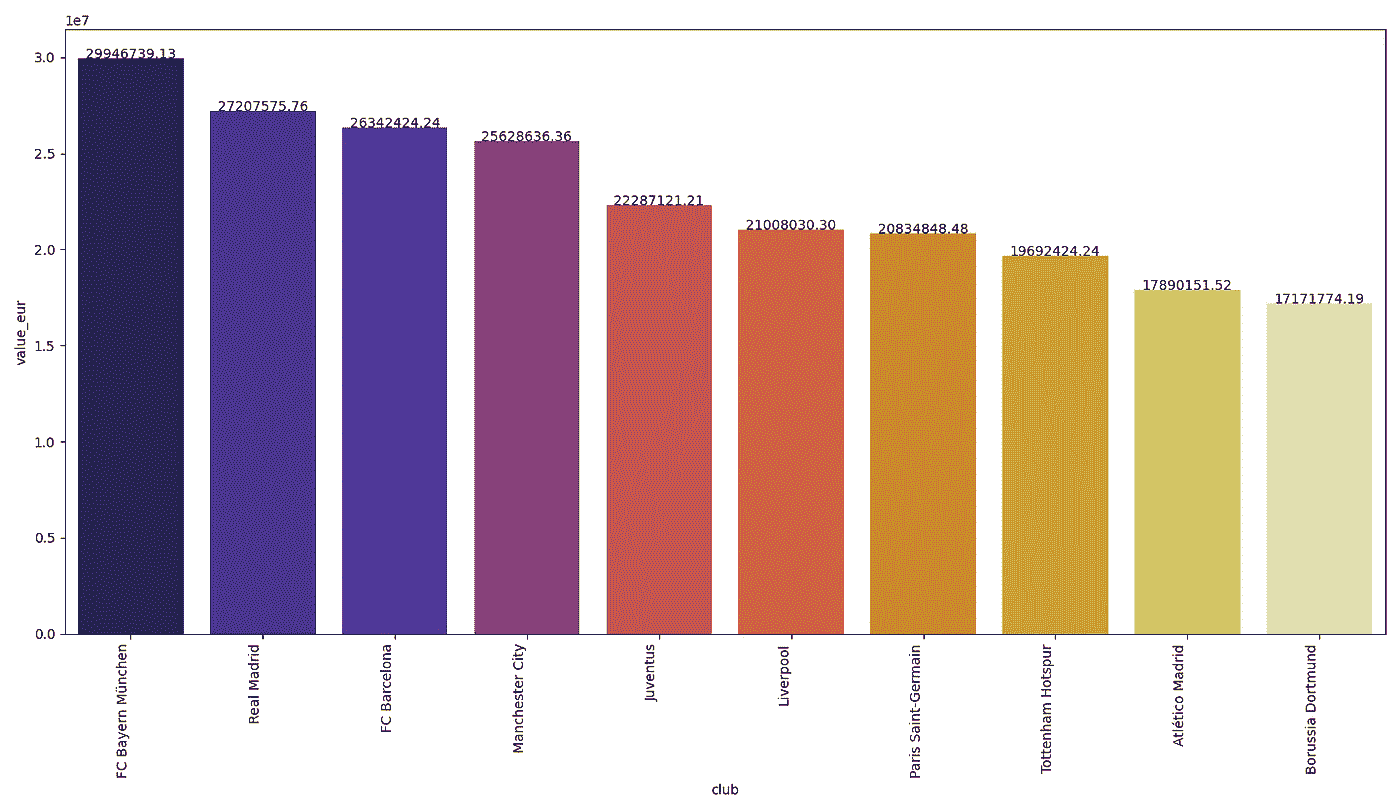 1e7
3.0
2.5
2.0
1.5
1.0
0.5
0.0
value_eur
29946739.13
27207575.76
26342424.24
25628636.36
22287121.21
21008030.30
20834848.48
19692424.24
17890151.52
17171774.19
FC Bayern München
Real Madrid
FC Barcelona
Manchester City
Juventus
Liverpool
Paris Saint-Germain
Tottenham Hotspur
Atlético Madrid
Borussia Dortmund
club